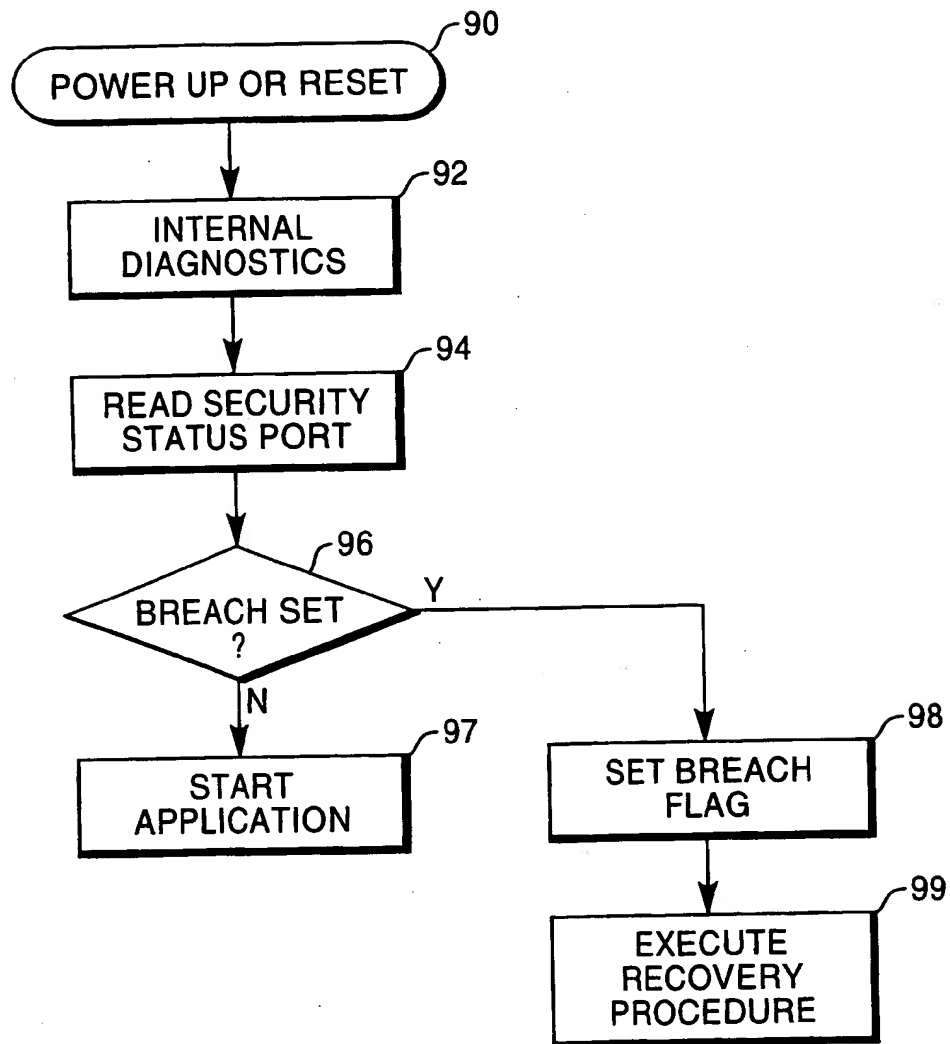 90
POWER UP OR RESET
92
INTERNAL
DIAGNOSTICS
94
READ SECURITY
STATUS PORT
96
BREACH SET
?
Y
N
97
START
APPLICATION
98
SET BREACH
FLAG
99
EXECUTE
RECOVERY
PROCEDURE